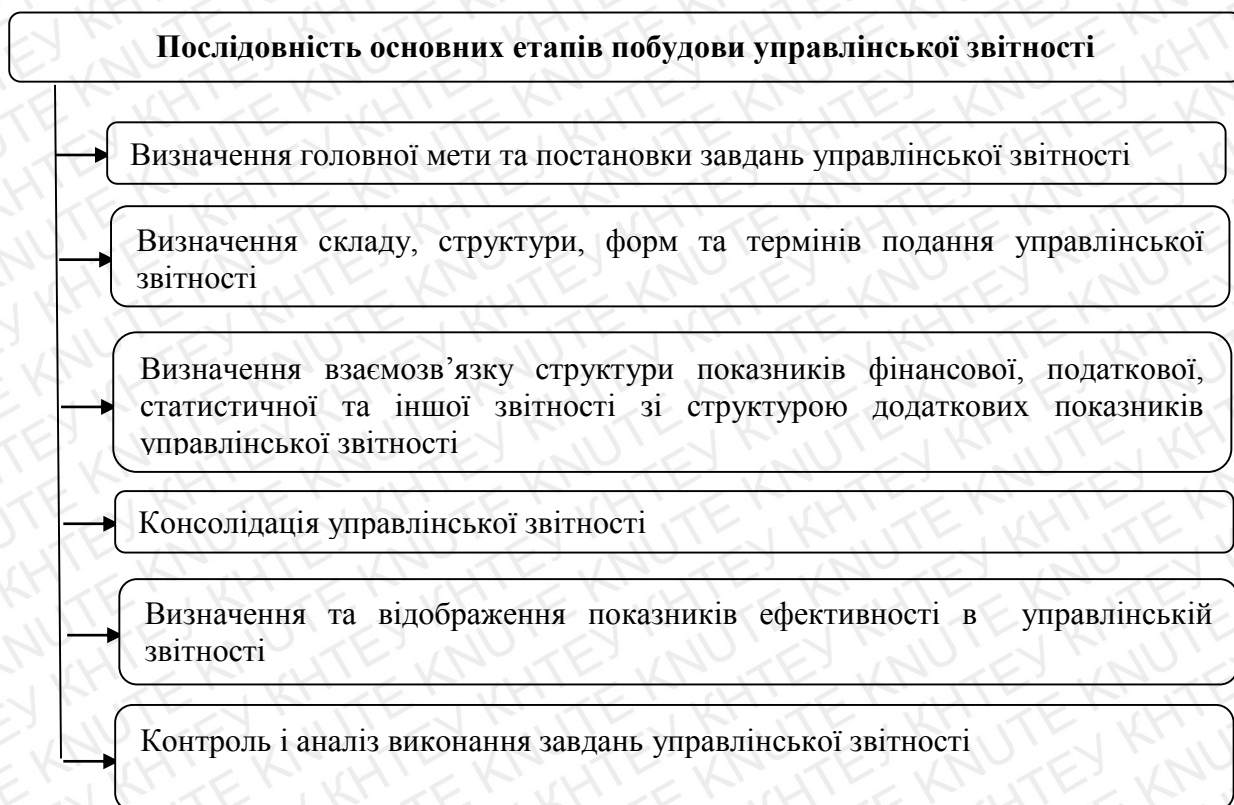 Послідовність основних етапів побудови управлінської звітності
Визначення головної мети та постановки завдань управлінської звітності
Визначення складу, структури, форм та термінів подання управлінської
звітності
Визначення взаємозв’язку структури показників фінансової, податкової,
статистичної та іншої звітності зі структурою додаткових показників
управлінської звітності
Консолідація управлінської звітності
Визначення та відображення показників ефективності в управлінській
звітності
Контроль і аналіз виконання завдань управлінської звітності